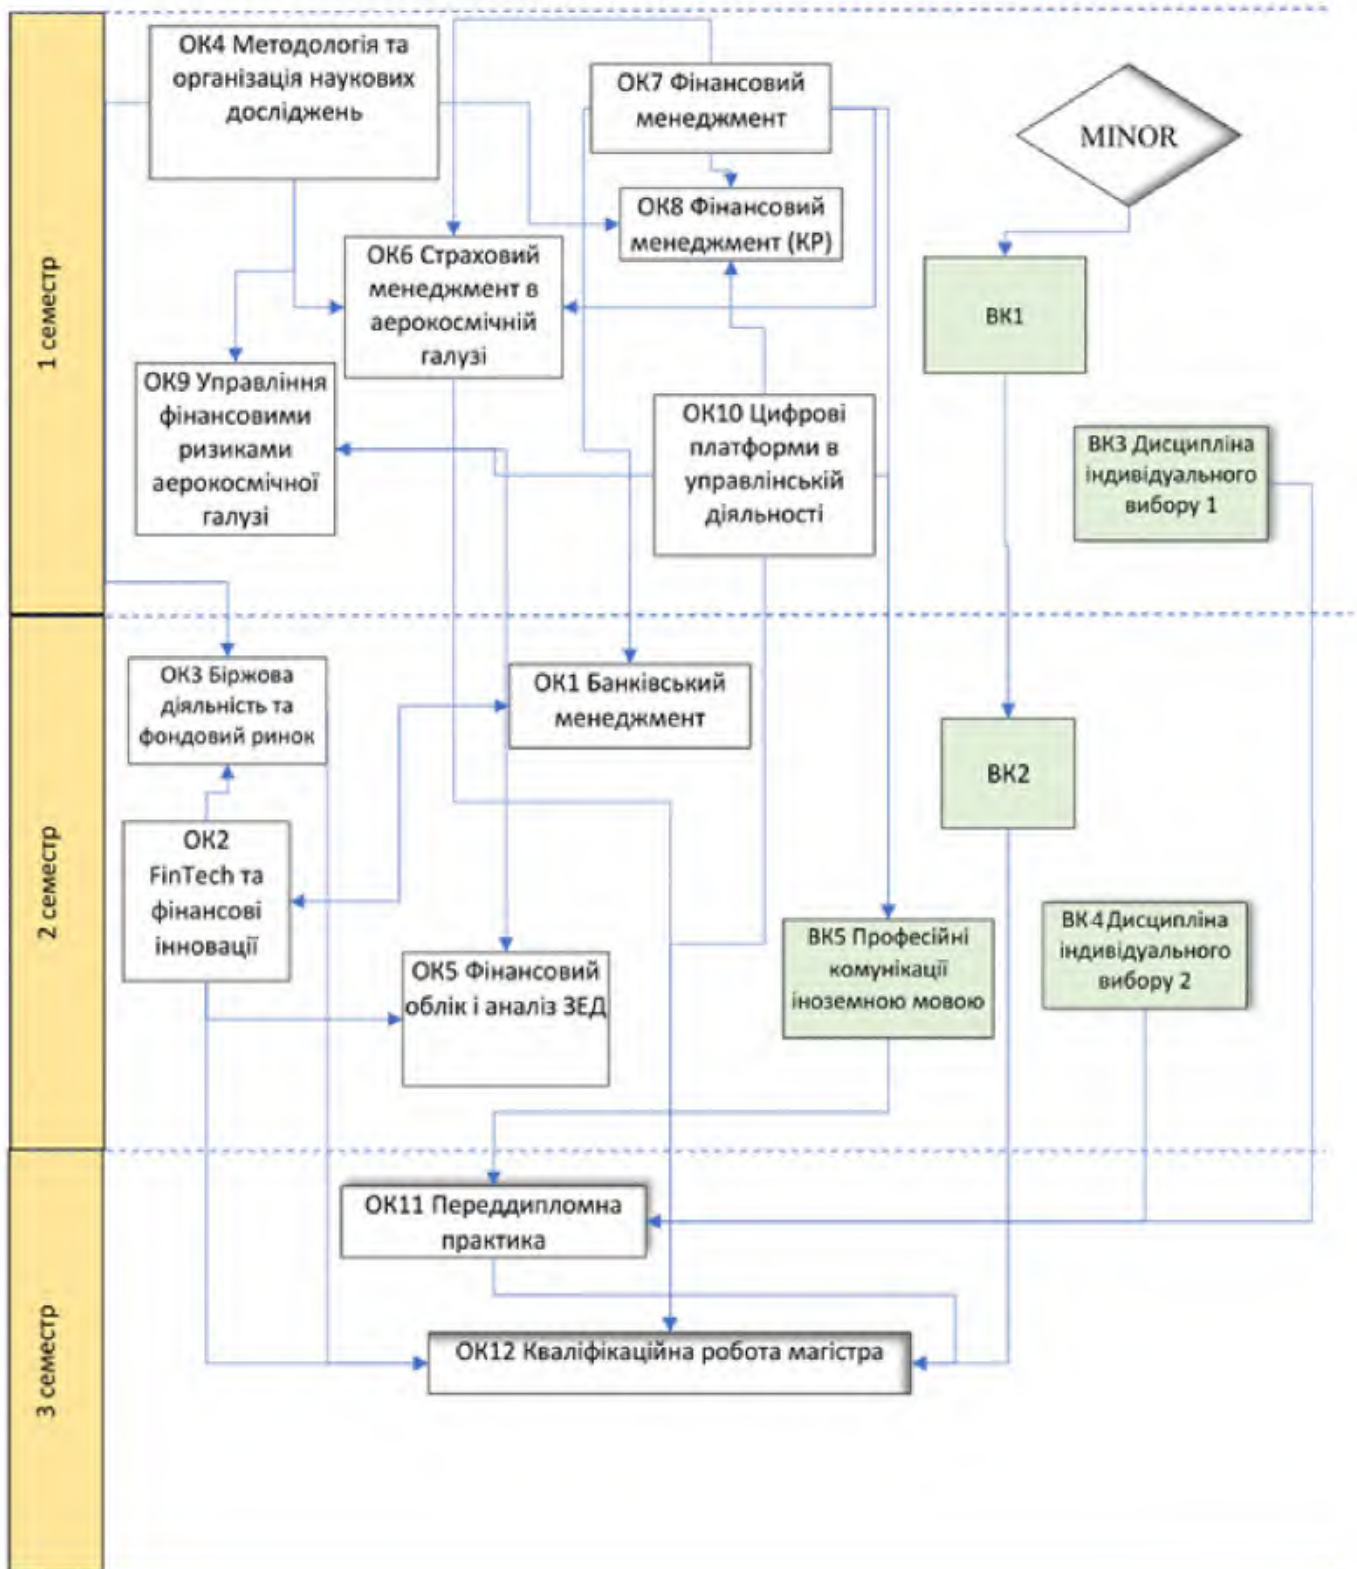 1 семестр
ОК4 Методологія та
організація наукових
досліджень
ОК7 Фінансовий
менеджмент
MINOR
ОК8 Фінансовий
менеджмент (КР)
ОК6 Страховий
менеджмент в
аерокосмічній
галузі
ВК1
ОК9 Управління
фінансовими
ризиками
аерокосмічної
галузі
ОК10 Цифрові
платформи в
управлінській
діяльності
ВК3 Дисципліна
індивідуального
вибору 1
2 семестр
ОК3 Біржова
діяльність та
фондовий ринок
ОК1 Банківський
менеджмент
ВК2
ОК2
FinTech та
фінансові
інновації
ОК5 Фінансовий
облік і аналіз ЗЕД
ВК5 Професійні
комунікації
іноземною мовою
ВК4 Дисципліна
індивідуального
вибору 2
3 семестр
ОК11 Переддипломна
практика
ОК12 Кваліфікаційна робота магістра